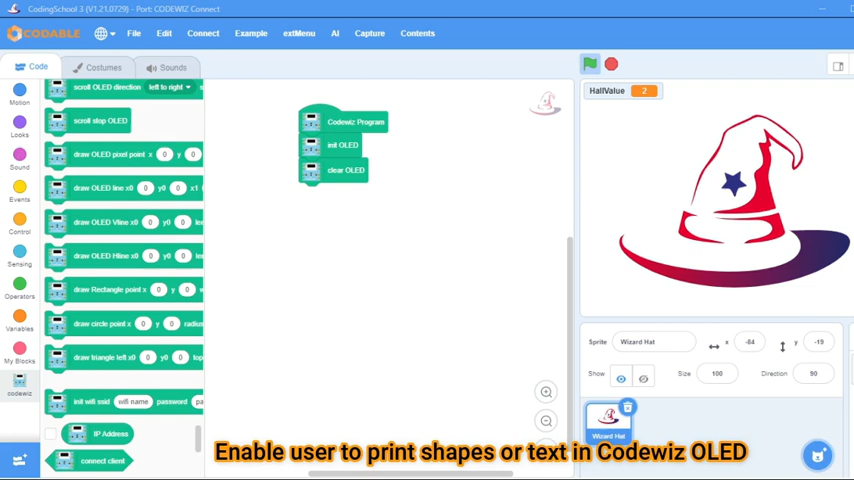 CodingSchool 3 (V1.21.0729) - Port: CODEWIZ Connect
CODABLE
File
Edit
Connect
Example
extMenu
AI
Capture
Contents
Code
Costumes
Sounds
Motion
Looks
Sound
Events
Control
Sensing
Operators
Variables
My Blocks
codewiz
scroll OLED direction left to right
scroll stop OLED
draw OLED pixel point x 0 y 0
draw OLED line x0 0 y0 0 x1
draw OLED Vline x0 0 y0 0 le
draw OLED Hline x0 0 y0 0 le
draw Rectangle point x 0 y 0
draw circle point x 0 y 0 radiu
draw triangle left x0 0 y0 0 to
init wifi ssid wifi name password pa
IP Address
connect client
Codewiz Program
init OLED
clear OLED
HallValue 2
Sprite Wizard Hat x -84 y -19
Show Size 100 Direction 90
Wizard Hat
Enable user to print shapes or text in Codewiz OLED